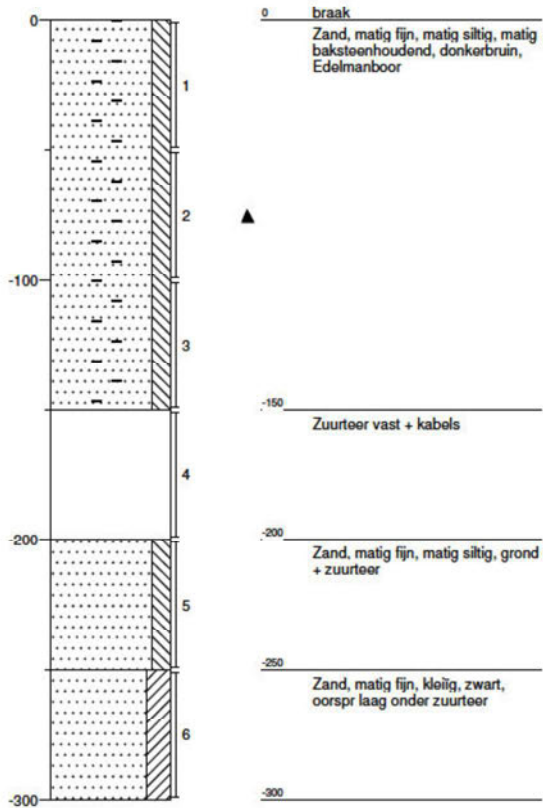 0
1
2
-100
3
4
-200
5
6
-300
0
braak
Zand, matig fijn, matig siltig, matig
baksteenhoudend, donkerbruin,
Edelmanboor
-150
Zuurteer vast + kabels
-200
Zand, matig fijn, matig siltig, grond
+ zuurteer
-250
Zand, matig fijn, kleiïg, zwart,
oorspr laag onder zuurteer
-300